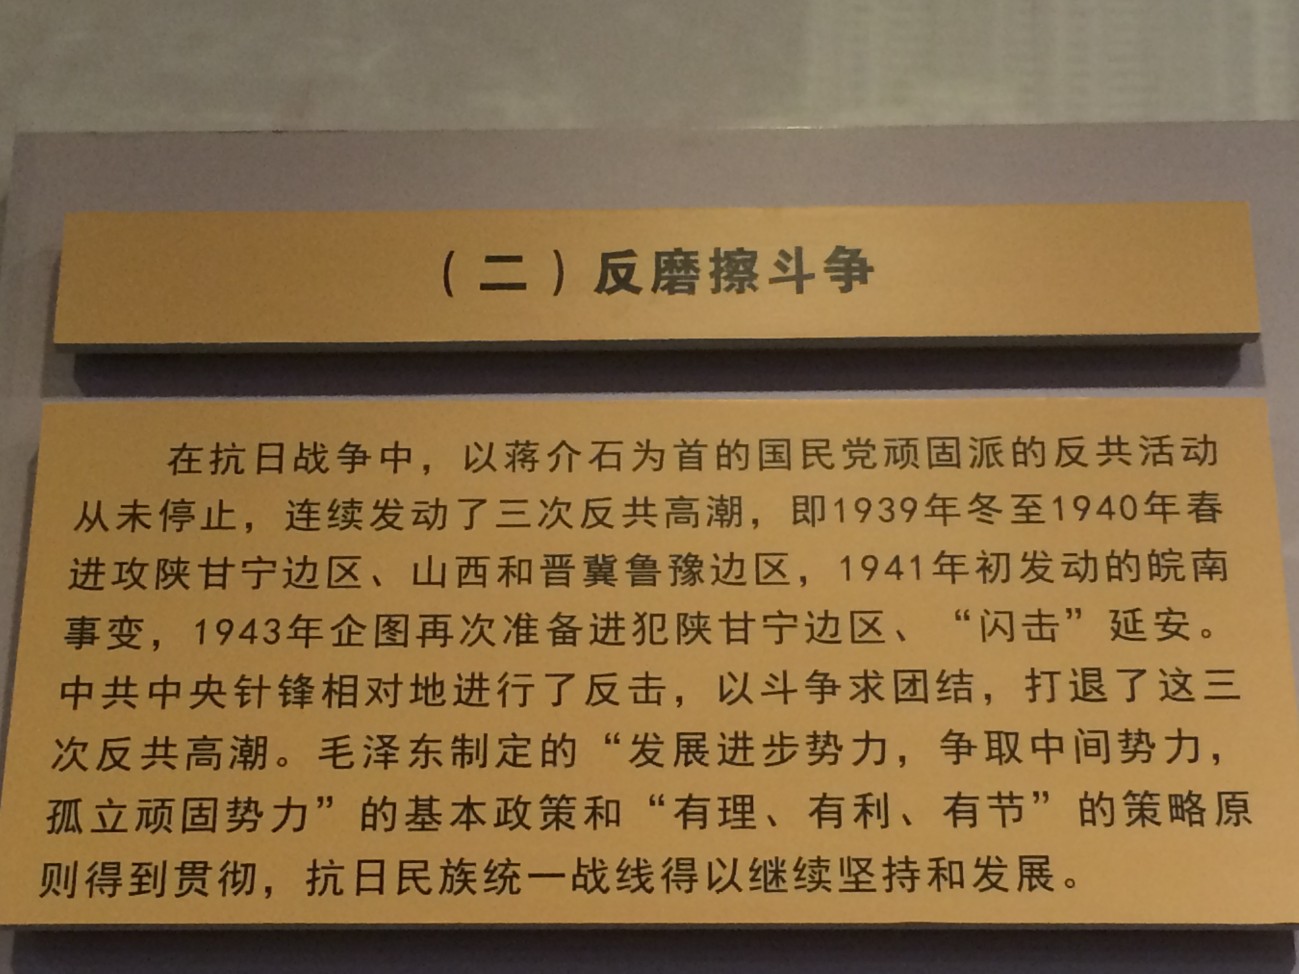 （二）反磨擦斗争
在抗日战争中，以蒋介石为首的国民党顽固派的反共活动
从未停止，连续发动了三次反共高潮，即1939年冬至1940年春
进攻陕甘宁边区、山西和晋冀鲁豫边区，1941年初发动的皖南
事变，1943年企图再次准备进犯陕甘宁边区、“闪击”延安。
中共中央针锋相对地进行了反击，以斗争求团结，打退了这三
次反共高潮。毛泽东制定的“发展进步势力，争取中间势力，
孤立顽固势力”的基本政策和“有理、有利、有节”的策略原
则得到贯彻，抗日民族统一战线得以继续坚持和发展。